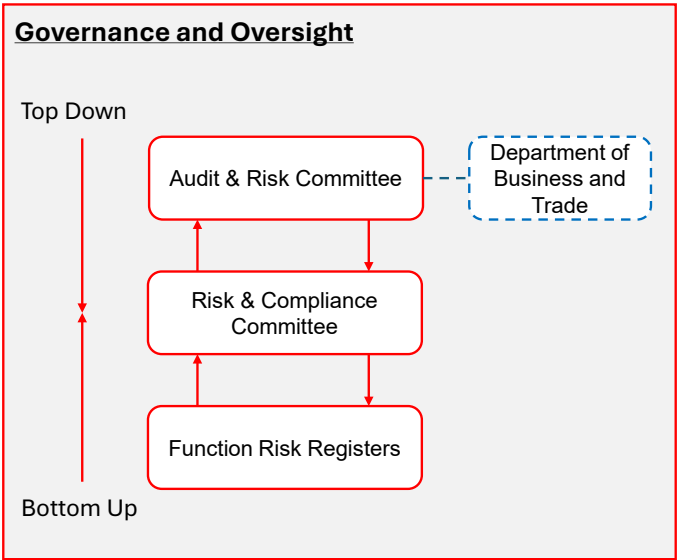 Governance and Oversight
Top Down
Audit & Risk Committee
Department of
Business and
Trade
Risk & Compliance
Committee
Function Risk Registers
Bottom Up